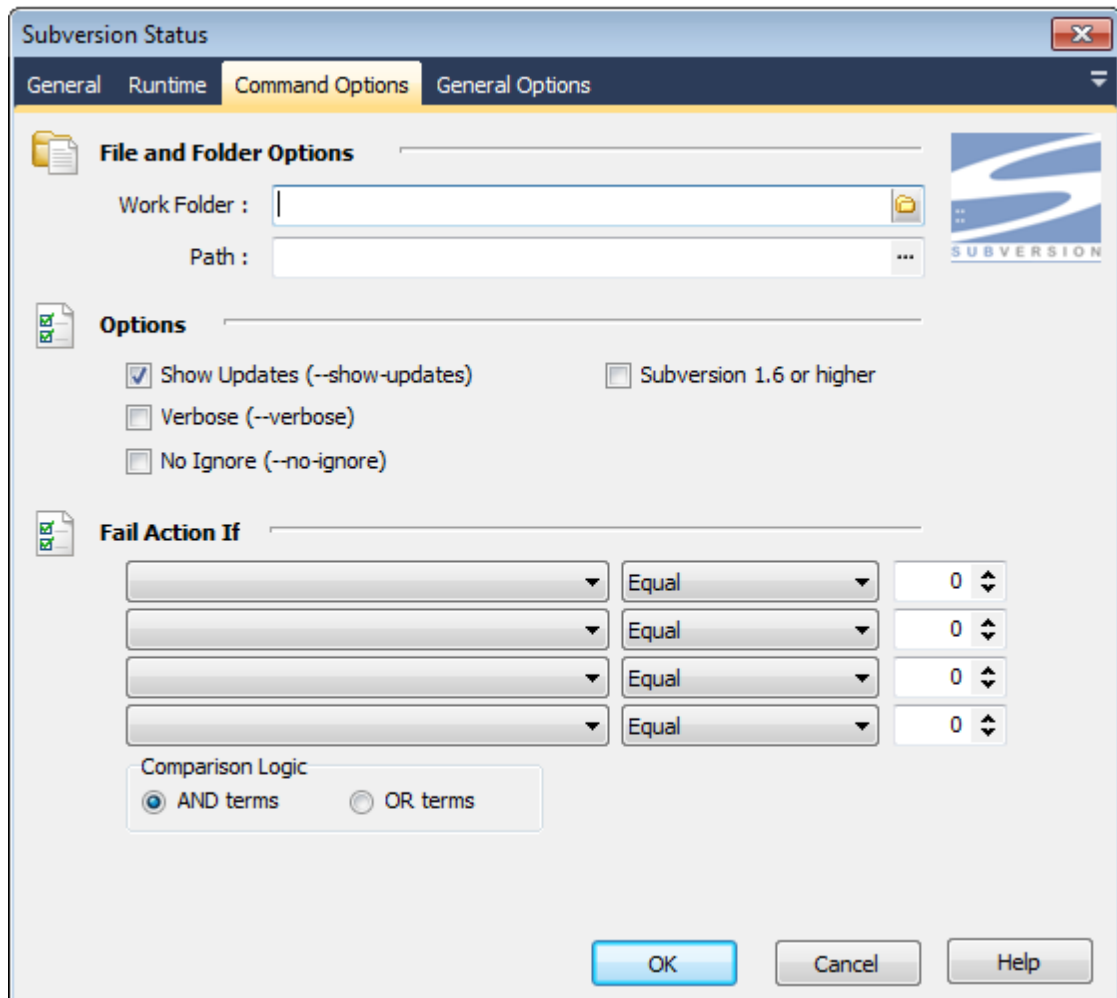 Subversion Status
General Runtime Command Options General Options
File and Folder Options
Work Folder :
Path : ...
SUBVERSION
Options
Show Updates (--show-updates) Subversion 1.6 or higher
Verbose (--verbose)
No Ignore (--no-ignore)
Fail Action If
Equal 0
Equal 0
Equal 0
Equal 0
Comparison Logic
AND terms OR terms
OK Cancel Help